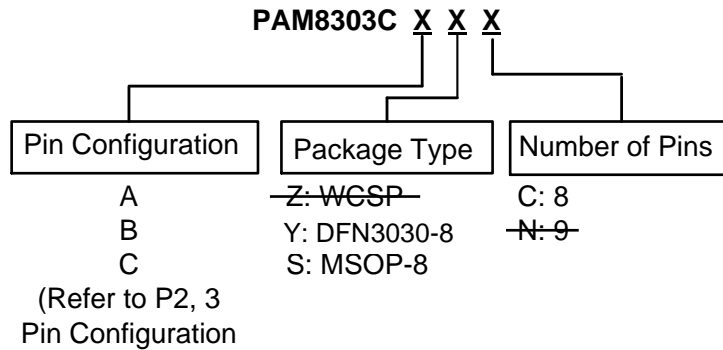 PAM8303C X X X
Pin Configuration
Package Type
Number of Pins
A
Z: WCSP
C: 8
B
Y: DFN3030-8
N: 9
C
S: MSOP-8
(Refer to P2, 3
Pin Configuration